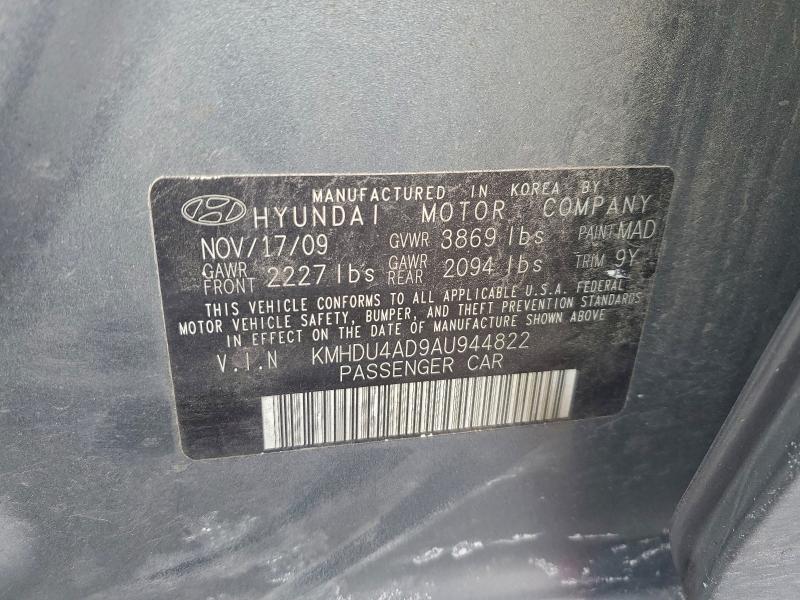 MANUFACTURED IN KOREA BY
HYUNDAI MOTOR COMPANY
NOV/17/09 GVWR 3869 lbs PAINT MAD
GAWR FRONT 2227 lbs GAWR REAR 2094 lbs TRIM 9Y
THIS VEHICLE CONFORMS TO ALL APPLICABLE U.S.A. FEDERAL
MOTOR VEHICLE SAFETY, BUMPER, AND THEFT PREVENTION STANDARDS
IN EFFECT ON THE DATE OF MANUFACTURE SHOWN ABOVE
V.I.N KMHDU4AD9AU944822
PASSENGER CAR